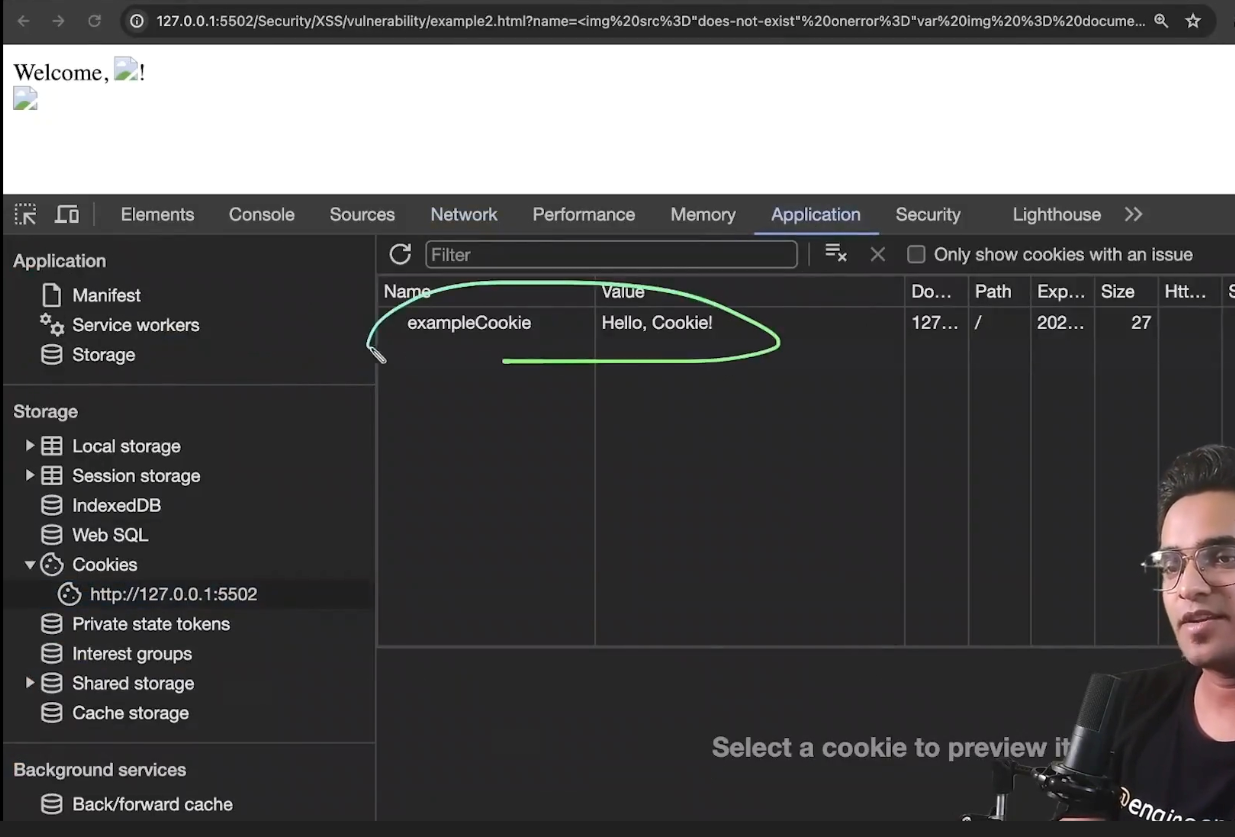 127.0.0.1:5502/Security/XSS/vulnerability/example2.html?name=<img%20src%3D"does-not-exist"%20onerror%3D"var%20img%20%3D%20docume...
Welcome, !
Elements Console Sources Network Performance Memory Application Security Lighthouse
Application
Manifest
Service workers
Storage
Storage
Local storage
Session storage
IndexedDB
Web SQL
Cookies
http://127.0.0.1:5502
Private state tokens
Interest groups
Shared storage
Cache storage
Background services
Back/forward cache
Filter
Only show cookies with an issue
Name Value Do... Path Exp... Size Htt... S
exampleCookie Hello, Cookie! 127... / 202... 27
Select a cookie to preview it
@engineer